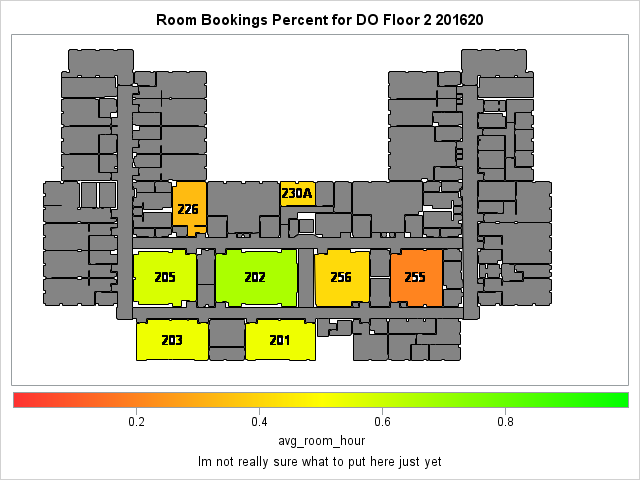 Room Bookings Percent for DO Floor 2 201620
230A
226
205
202
256
255
203
201
0.2
0.4
0.6
0.8
avg_room_hour
Im not really sure what to put here just yet